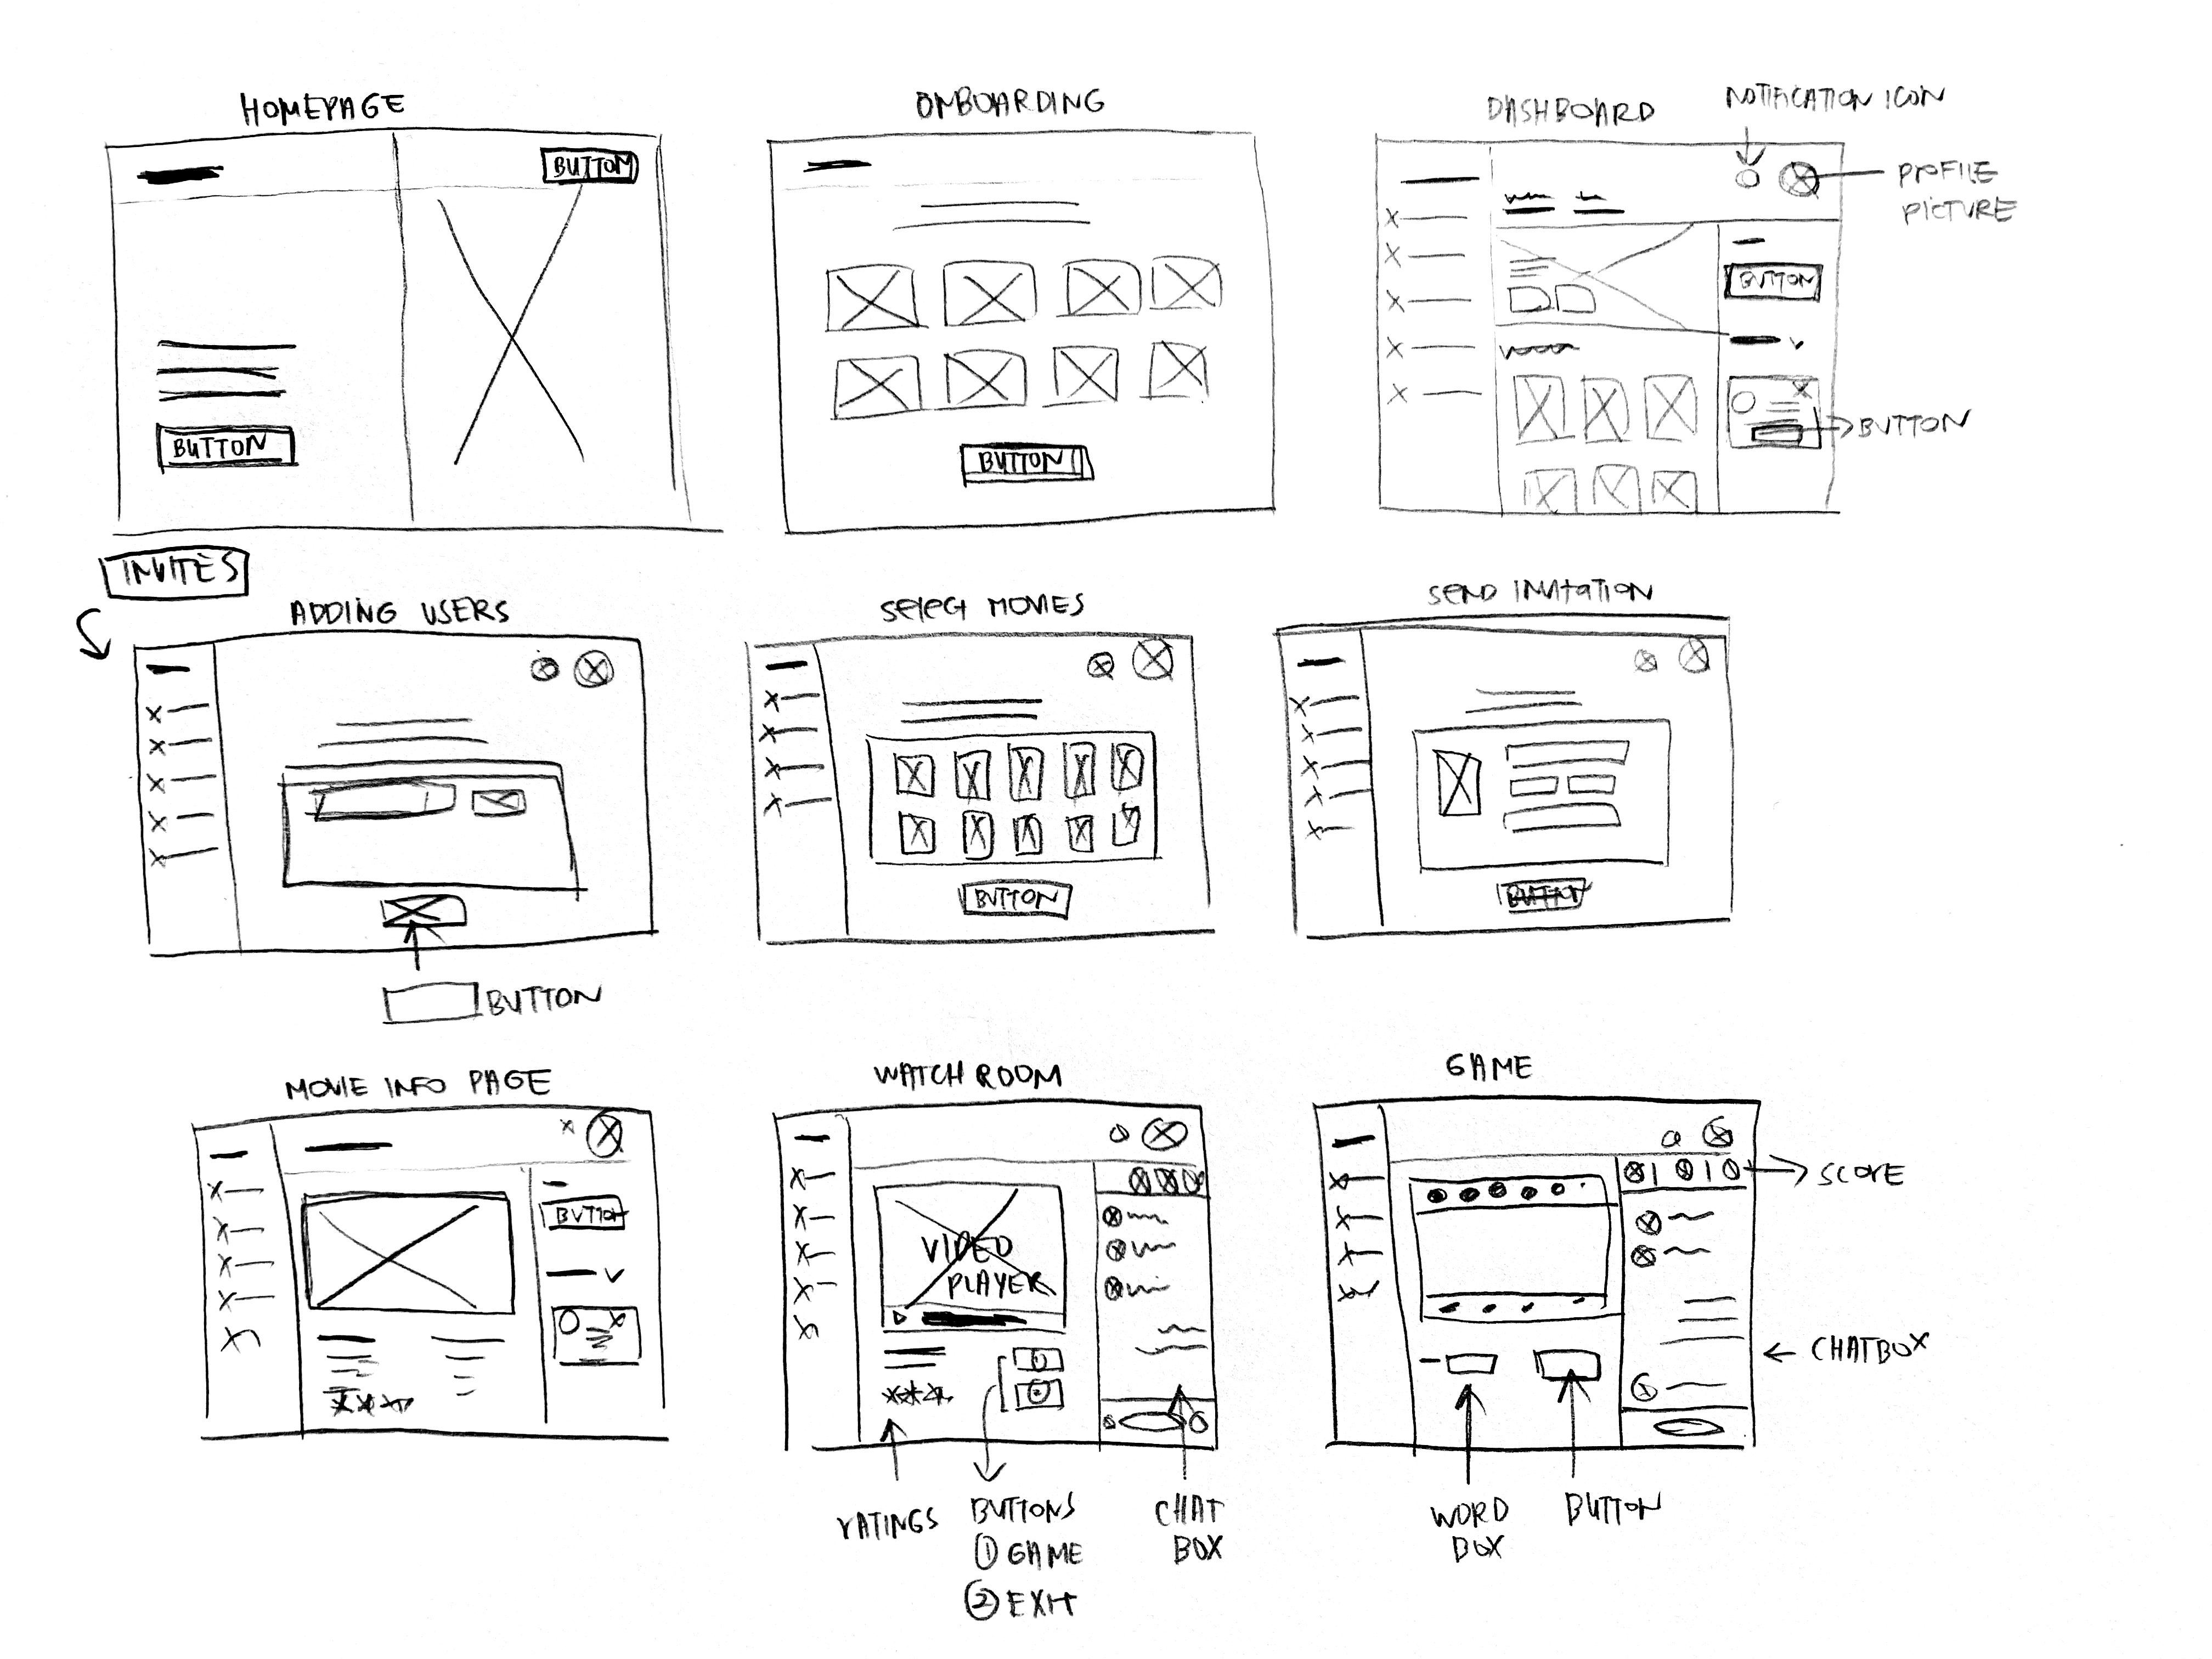 HOMEPAGE
BUTTON
BUTTON
ONBOARDING
BUTTON
DASHBOARD
NOTIFICATION ICON
PROFILE
PICTURE
BUTTON
BUTTON
INVITES
ADDING USERS
BUTTON
SELECT MOVIES
BUTTON
SEND INVITATION
BUTTON
MOVIE INFO PAGE
BUTTON
WATCH ROOM
VIDEO
PLAYER
RATINGS
BUTTONS
① GAME
② EXIT
CHAT
BOX
GAME
SCORE
CHATBOX
WORD
BOX
BUTTON